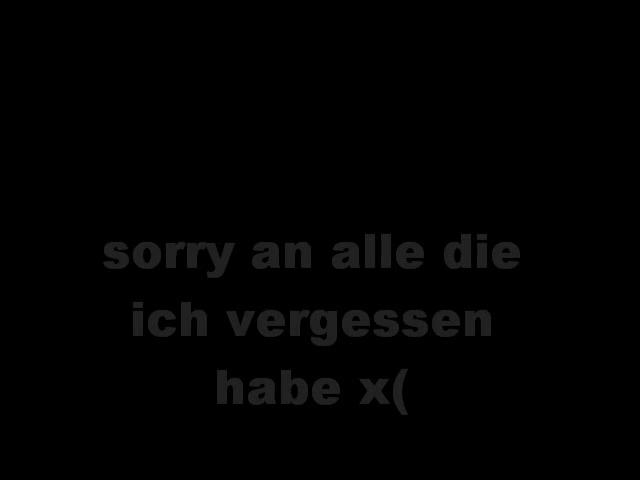 sorry an alle die
ich vergessen
habe x(